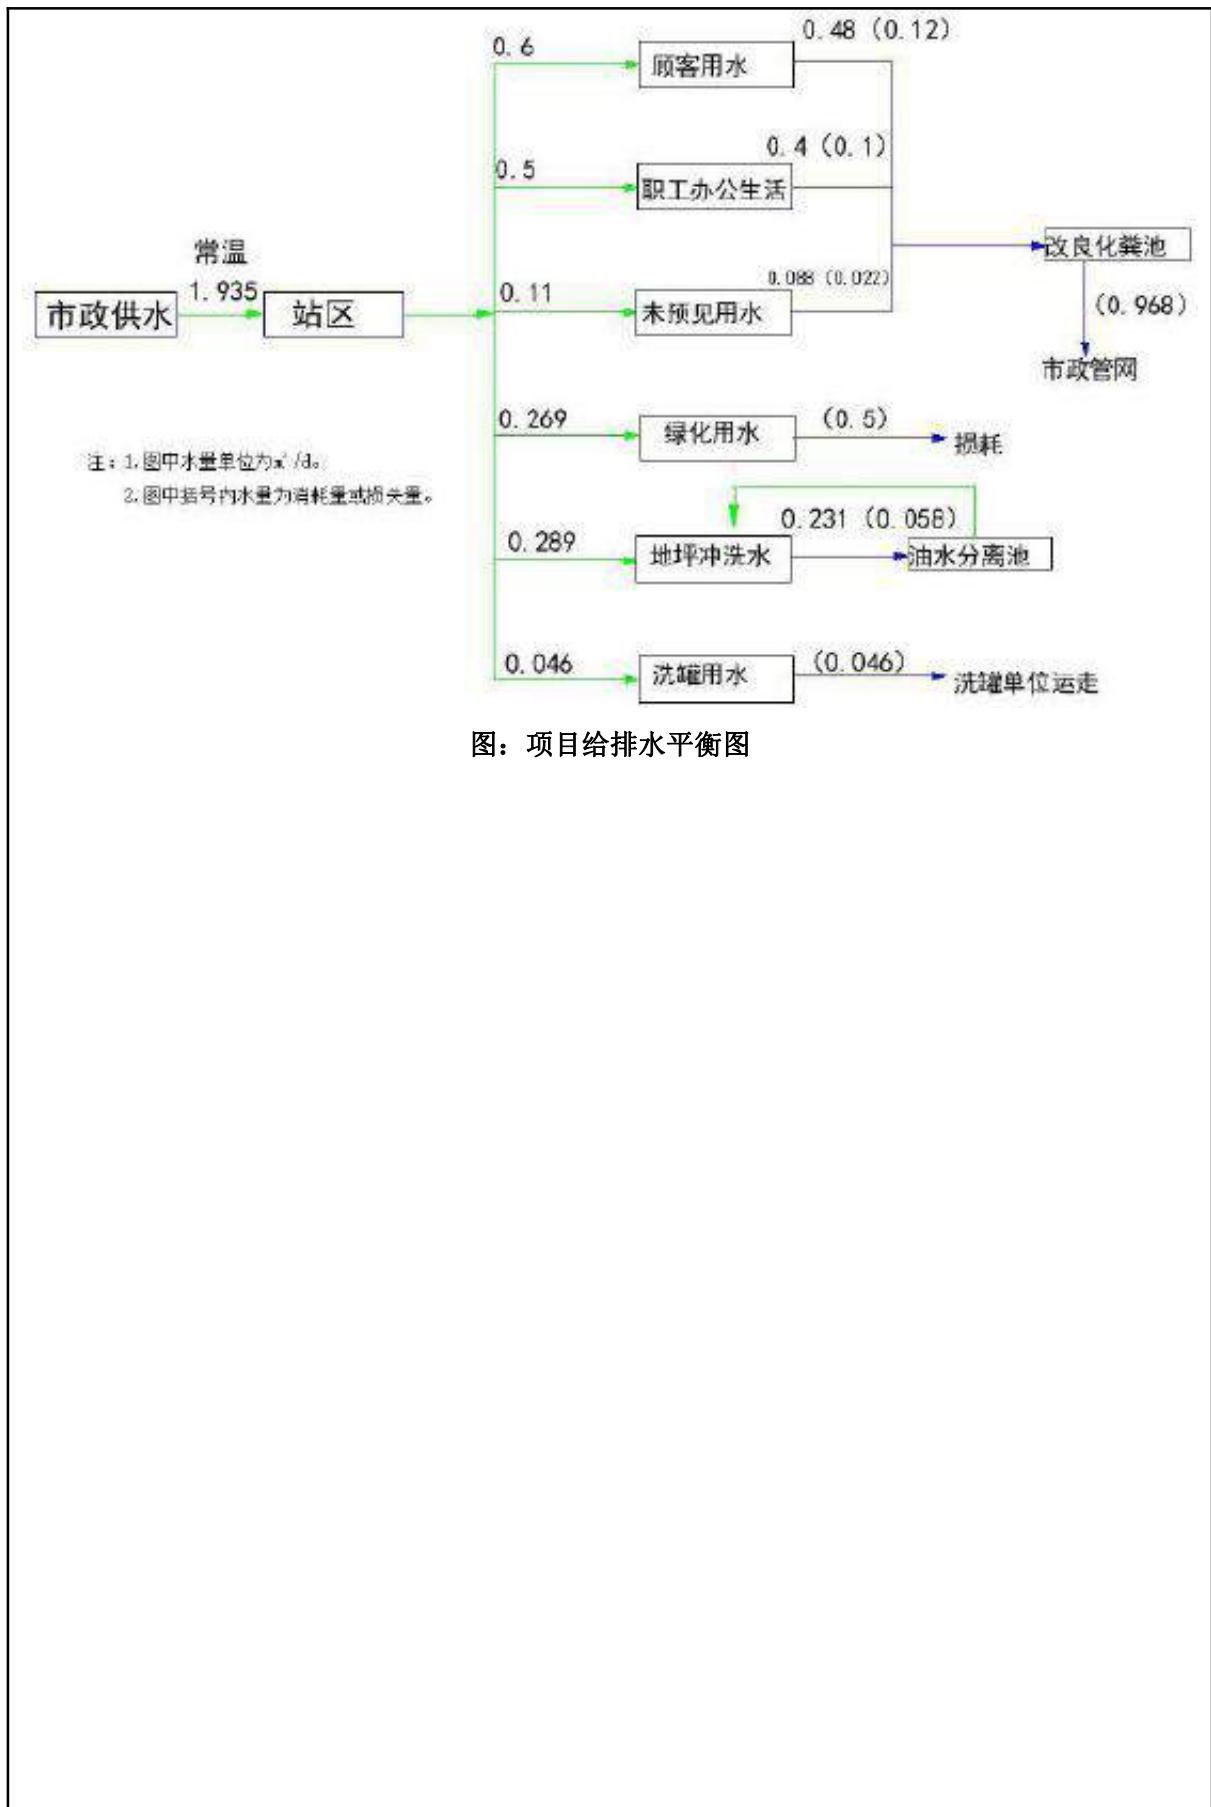 0.6
顾客用水
0.48（0.12）
0.5
职工办公生活
0.4（0.1）
改良化粪池
常温
1.935
市政供水
站区
0.11
未预见用水
0.088（0.022）
（0.968）
市政管网
0.269
绿化用水
（0.5）
损耗
注：1.图中水量单位为m³/d。
2.图中括号内水量为消耗量或损失量。
0.289
地坪冲洗水
0.231（0.058）
油水分离池
0.046
洗罐用水
（0.046）
洗罐单位运走
图：项目给排水平衡图